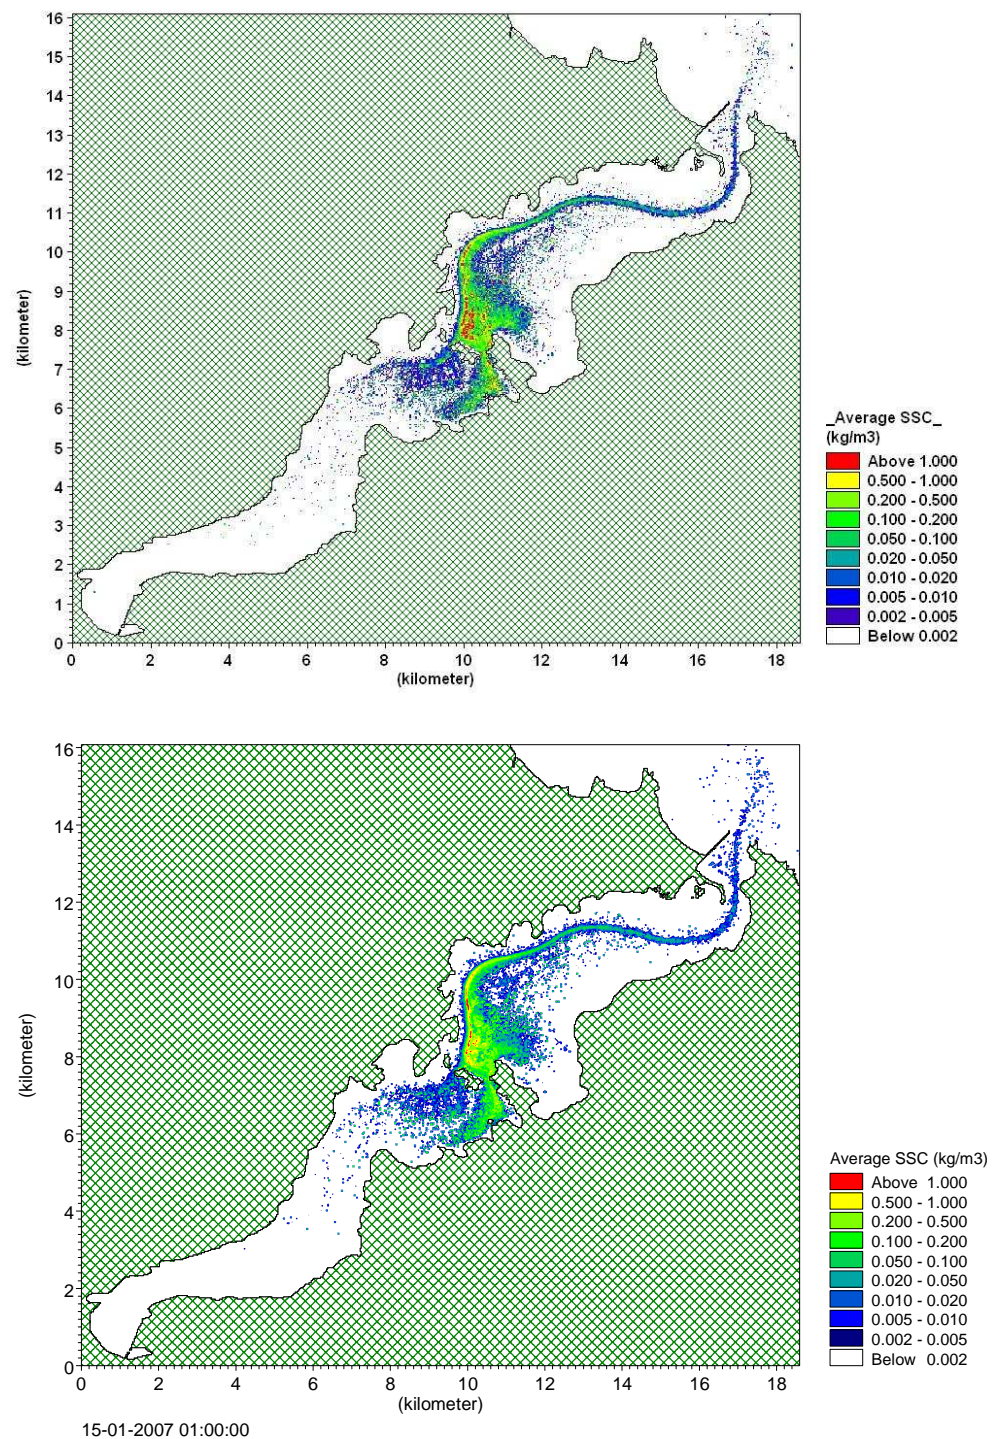 16
15
14
13
12
11
10
9
8
7
6
5
4
3
2
1
0
(kilometer)
0 2 4 6 8 10 12 14 16 18
(kilometer)
_Average SSC_
(kg/m3)
Above 1.000
0.500 - 1.000
0.200 - 0.500
0.100 - 0.200
0.050 - 0.100
0.020 - 0.050
0.010 - 0.020
0.005 - 0.010
0.002 - 0.005
Below 0.002
16
14
12
10
8
6
4
2
0
(kilometer)
0 2 4 6 8 10 12 14 16 18
(kilometer)
Average SSC (kg/m3)
Above 1.000
0.500 - 1.000
0.200 - 0.500
0.100 - 0.200
0.050 - 0.100
0.020 - 0.050
0.010 - 0.020
0.005 - 0.010
0.002 - 0.005
Below 0.002
15-01-2007 01:00:00